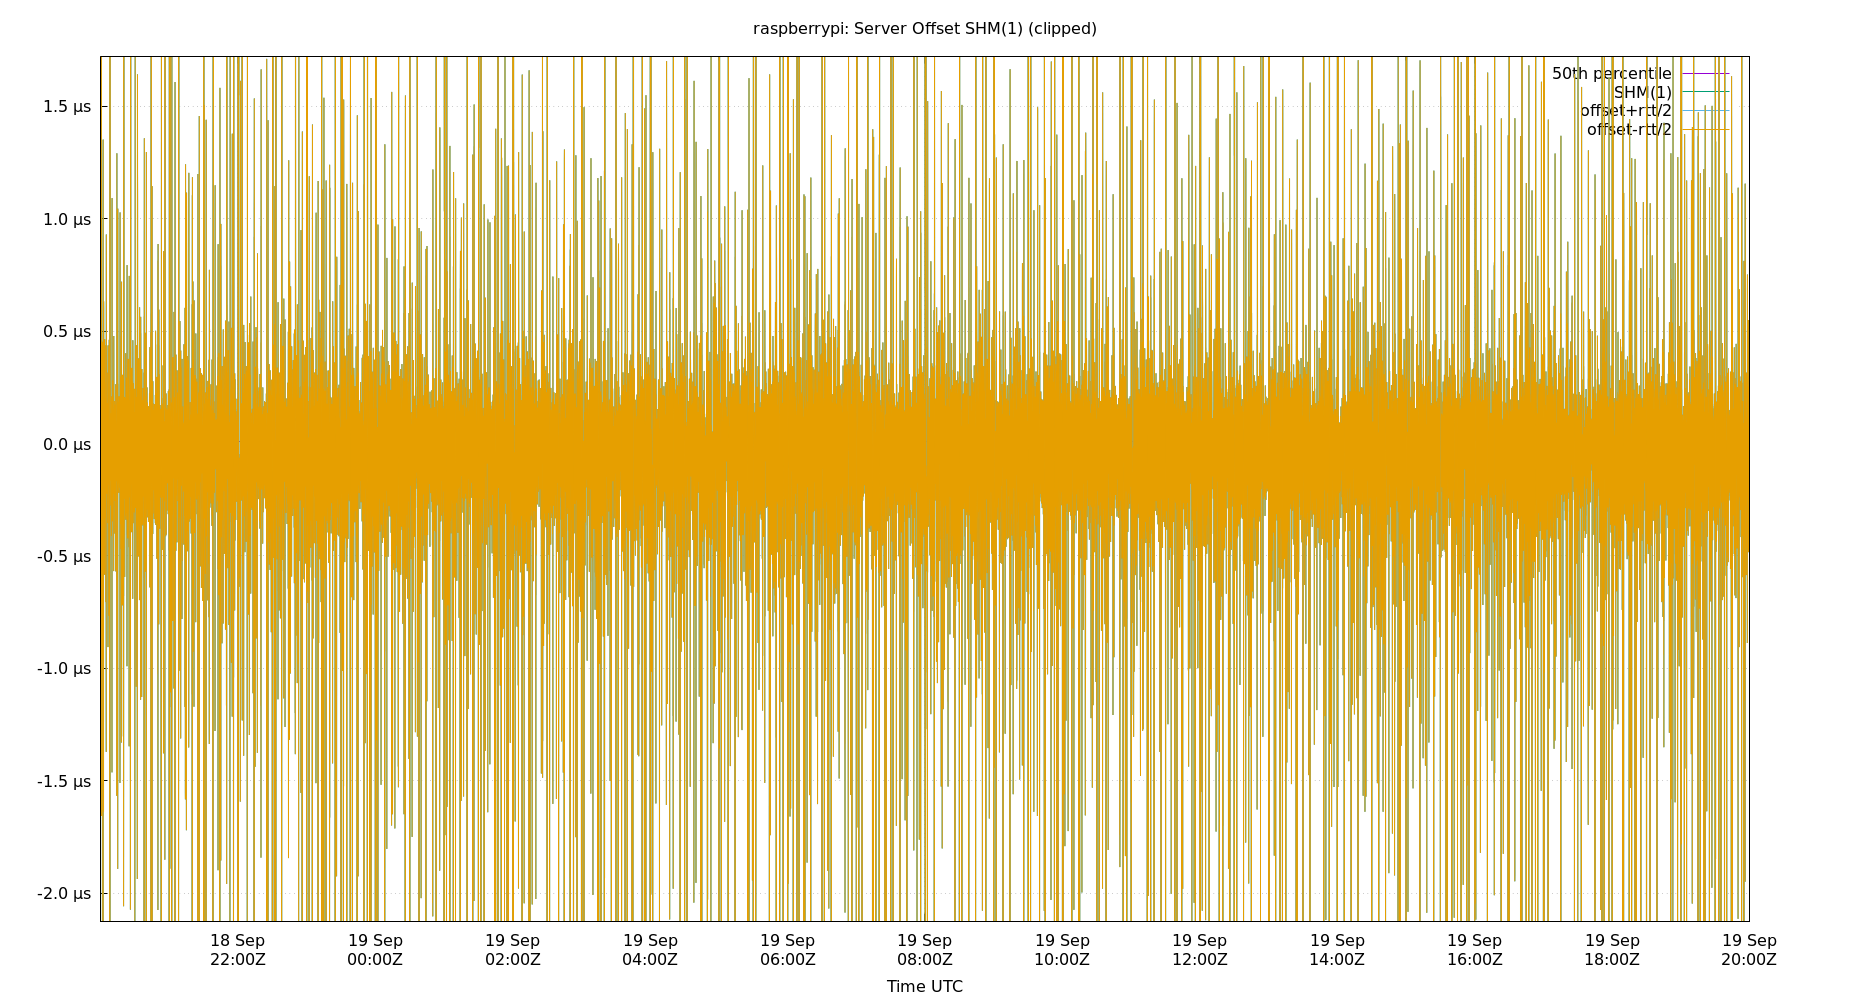 raspberrypi: Server Offset SHM(1) (clipped)
50th percentile
SHM(1)
offset+rtt/2
offset-rtt/2
1.5 µs
1.0 µs
0.5 µs
0.0 µs
-0.5 µs
-1.0 µs
-1.5 µs
-2.0 µs
18 Sep 19 Sep 19 Sep 19 Sep 19 Sep 19 Sep 19 Sep 19 Sep 19 Sep 19 Sep 19 Sep 19 Sep
22:00Z 00:00Z 02:00Z 04:00Z 06:00Z 08:00Z 10:00Z 12:00Z 14:00Z 16:00Z 18:00Z 20:00Z
Time UTC